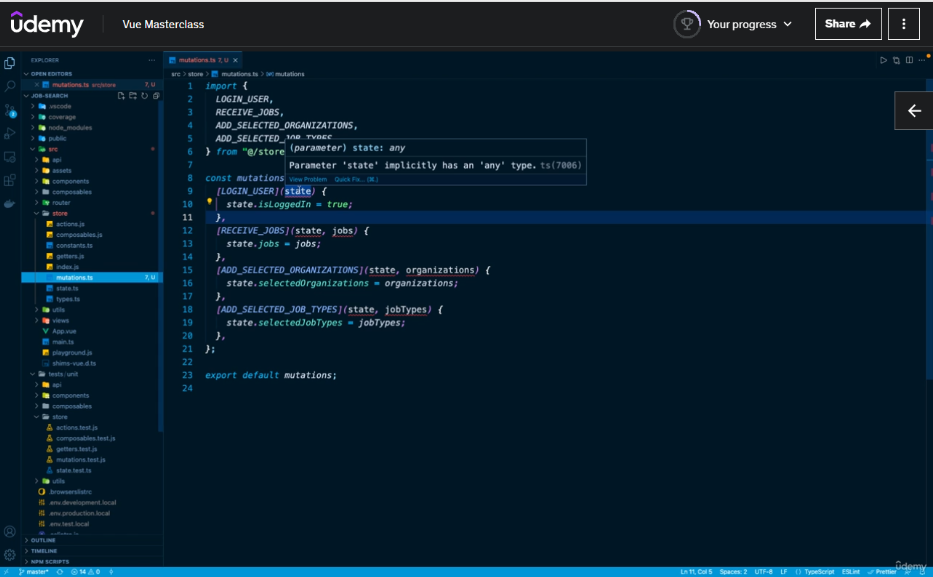 udemy
Vue Masterclass
Your progress
Share
EXPLORER
OPEN EDITORS
mutations.ts src/store 7, U
JOB-SEARCH
.vscode
coverage
node_modules
public
src
api
assets
components
composables
router
store
actions.js
composables.js
constants.ts
getters.js
index.js
mutations.ts 7, U
state.ts
types.ts
utils
views
App.vue
main.ts
playground.js
shims-vue.d.ts
tests/unit
api
components
composables
store
actions.test.js
composables.test.js
getters.test.js
mutations.test.js
state.test.ts
utils
.browserslistrc
.env.development.local
.env.production.local
.env.test.local
OUTLINE
TIMELINE
NPM SCRIPTS
mutations.ts 7, U
src > store > mutations.ts > mutations
1 import {
2 LOGIN_USER,
3 RECEIVE_JOBS,
4 ADD_SELECTED_ORGANIZATIONS,
5 ADD_SELECTED_JOB_TYPES
6 } from "@/store
7
(parameter) state: any
Parameter 'state' implicitly has an 'any' type. ts(7006)
View Problem Quick Fix... (⌘.)
8 const mutations
9 [LOGIN_USER](state) {
10 state.isLoggedIn = true;
11 },
12 [RECEIVE_JOBS](state, jobs) {
13 state.jobs = jobs;
14 },
15 [ADD_SELECTED_ORGANIZATIONS](state, organizations) {
16 state.selectedOrganizations = organizations;
17 },
18 [ADD_SELECTED_JOB_TYPES](state, jobTypes) {
19 state.selectedJobTypes = jobTypes;
20 },
21 };
22
23 export default mutations;
24
master* 14 0
Ln 11, Col 5 Spaces: 2 UTF-8 LF TypeScript ESLint Prettier
udemy